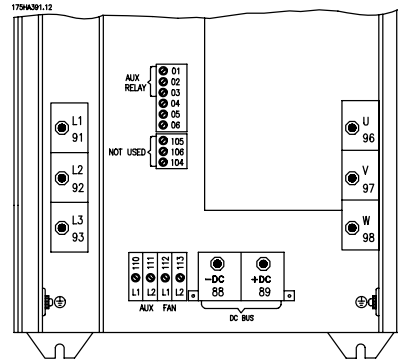 175HA391.12
AUX
RELAY
01
02
03
04
05
06
NOT USED
105
106
104
L1
91
L2
92
L3
93
U
96
V
97
W
98
110
111
112
113
L1
L2
L1
L2
AUX FAN
-DC
88
+DC
89
DC BUS